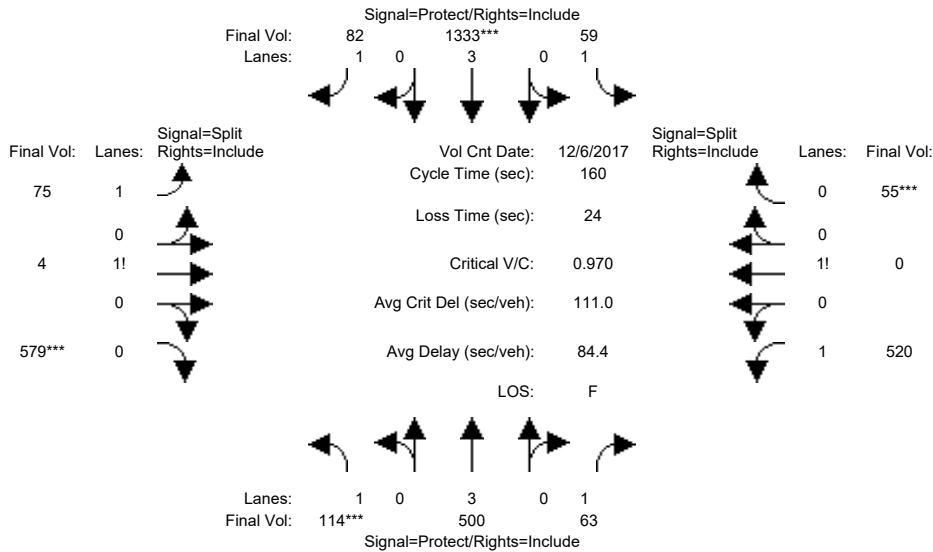 Signal=Protect/Rights=Include
Final Vol: 82 1333*** 59
Lanes: 1 0 3 0 1
Signal=Split
Final Vol: Lanes: Rights=Include
Vol Cnt Date: 12/6/2017
Signal=Split
Rights=Include Lanes: Final Vol:
Cycle Time (sec): 160
75 1
0 55***
Loss Time (sec): 24
0
0
4 1!
Critical V/C: 0.970
1! 0
0
Avg Crit Del (sec/veh): 111.0
0
579*** 0
Avg Delay (sec/veh): 84.4
1 520
LOS: F
Lanes: 1 0 3 0 1
Final Vol: 114*** 500 63
Signal=Protect/Rights=Include